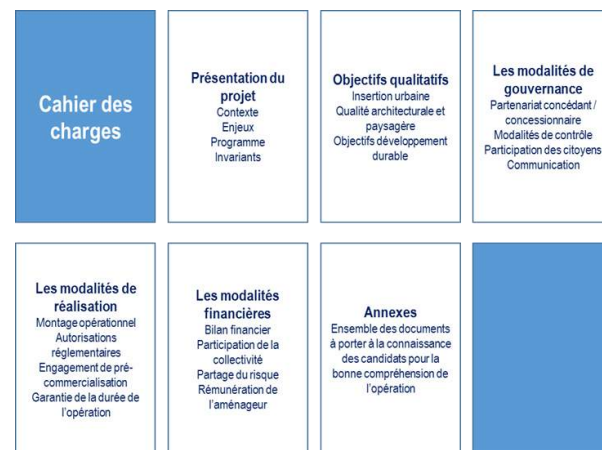 Cahier des
charges
Présentation du
projet
Contexte
Enjeux
Programme
Invariants
Objectifs qualitatifs
Insertion urbaine
Qualité architecturale et
paysagère
Objectifs développement
durable
Les modalités de
gouvernance
Partenariat concédant /
concessionnaire
Modalités de contrôle
Participation des citoyens
Communication
Les modalités de
réalisation
Montage opérationnel
Autorisations
réglementaires
Engagement de pré-
commercialisation
Garantie de la durée de
l'opération
Les modalités
financières
Bilan financier
Participation de la
collectivité
Partage du risque
Rémunération de
l'aménageur
Annexes
Ensemble des documents
à porter à la connaissance
des candidats pour la
bonne compréhension de
l'opération